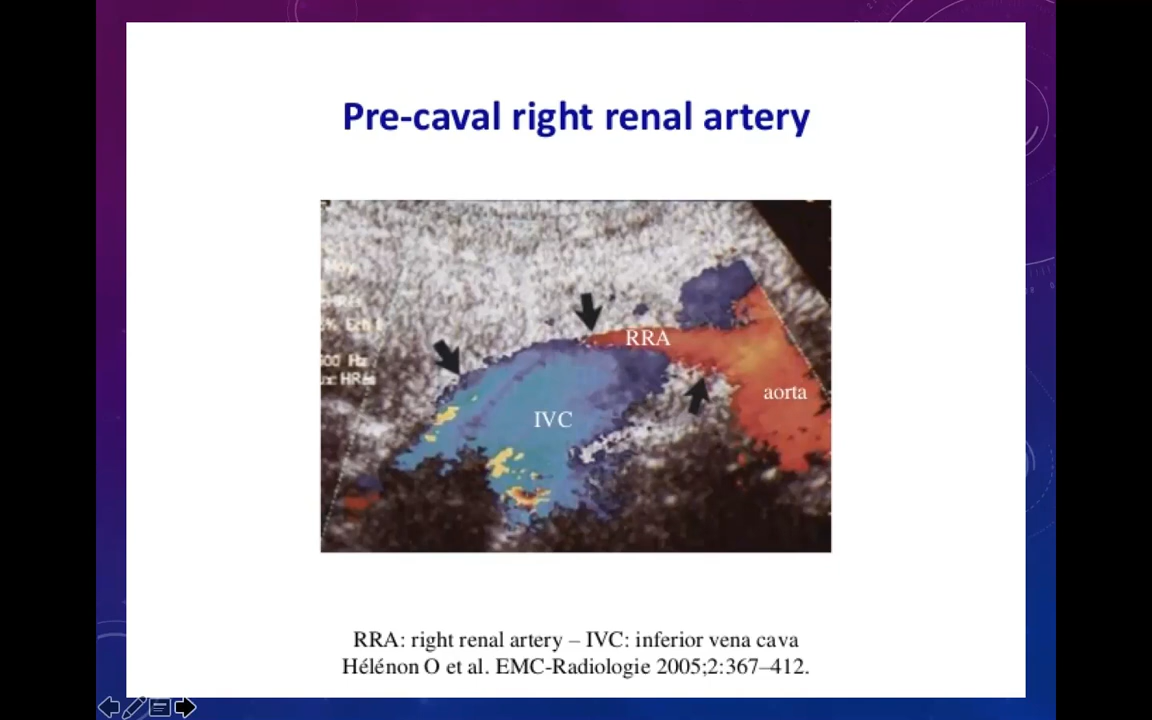 Pre-caval right renal artery
RRA
aorta
IVC
RRA: right renal artery – IVC: inferior vena cava
Hélénon O et al. EMC-Radiologie 2005;2:367–412.